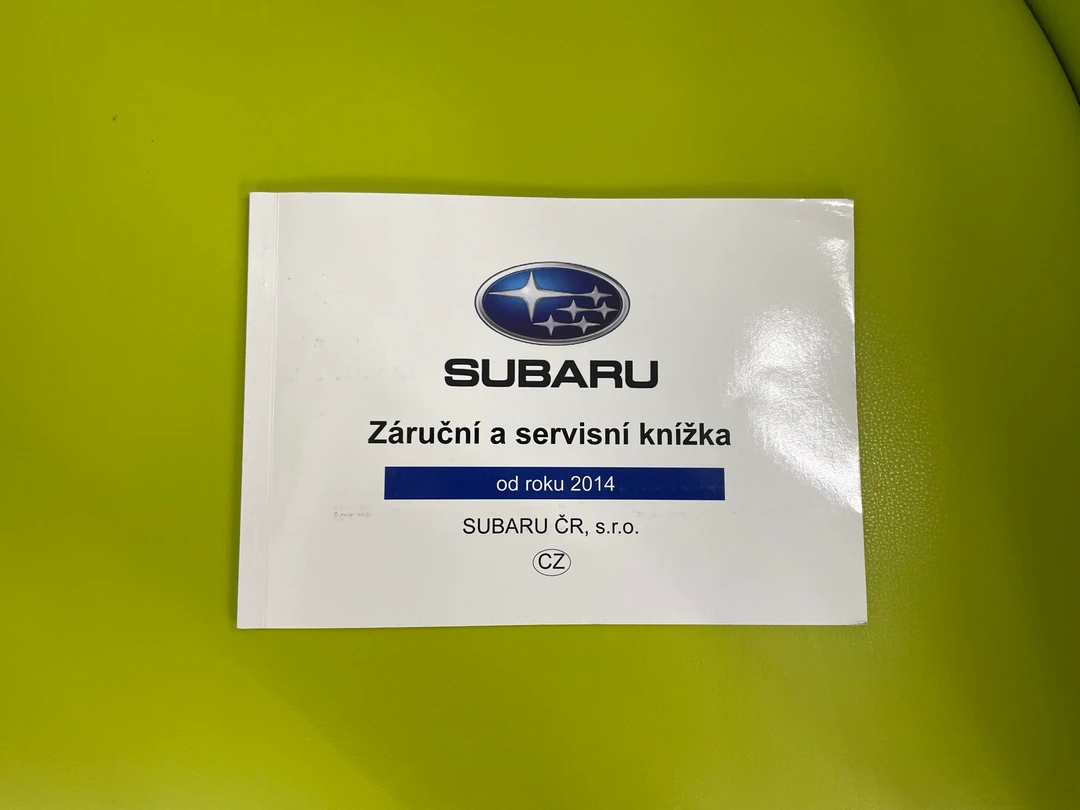 SUBARU
Záruční a servisní knížka
od roku 2014
SUBARU ČR, s.r.o.
CZ